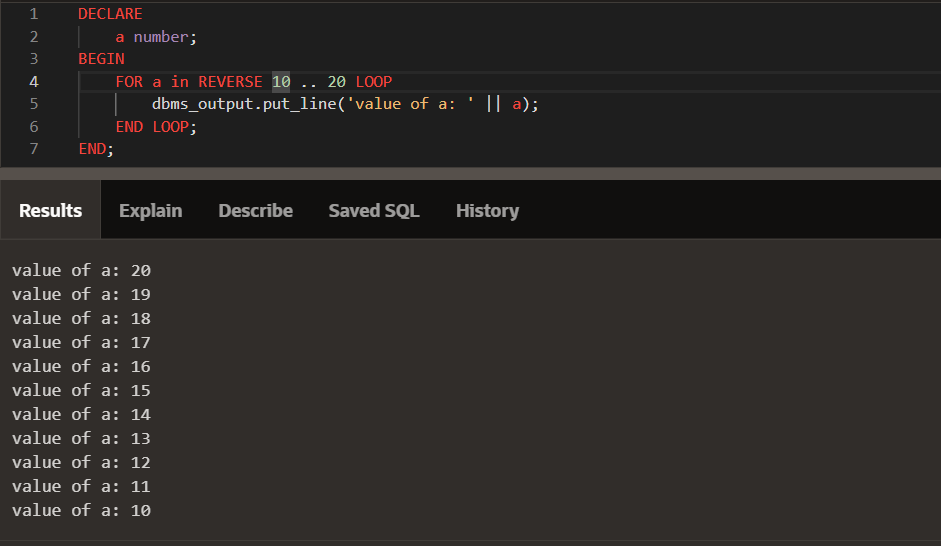 1 DECLARE
2 a number;
3 BEGIN
4 FOR a in REVERSE 10 .. 20 LOOP
5 dbms_output.put_line('value of a: ' || a);
6 END LOOP;
7 END;
Results Explain Describe Saved SQL History
value of a: 20
value of a: 19
value of a: 18
value of a: 17
value of a: 16
value of a: 15
value of a: 14
value of a: 13
value of a: 12
value of a: 11
value of a: 10